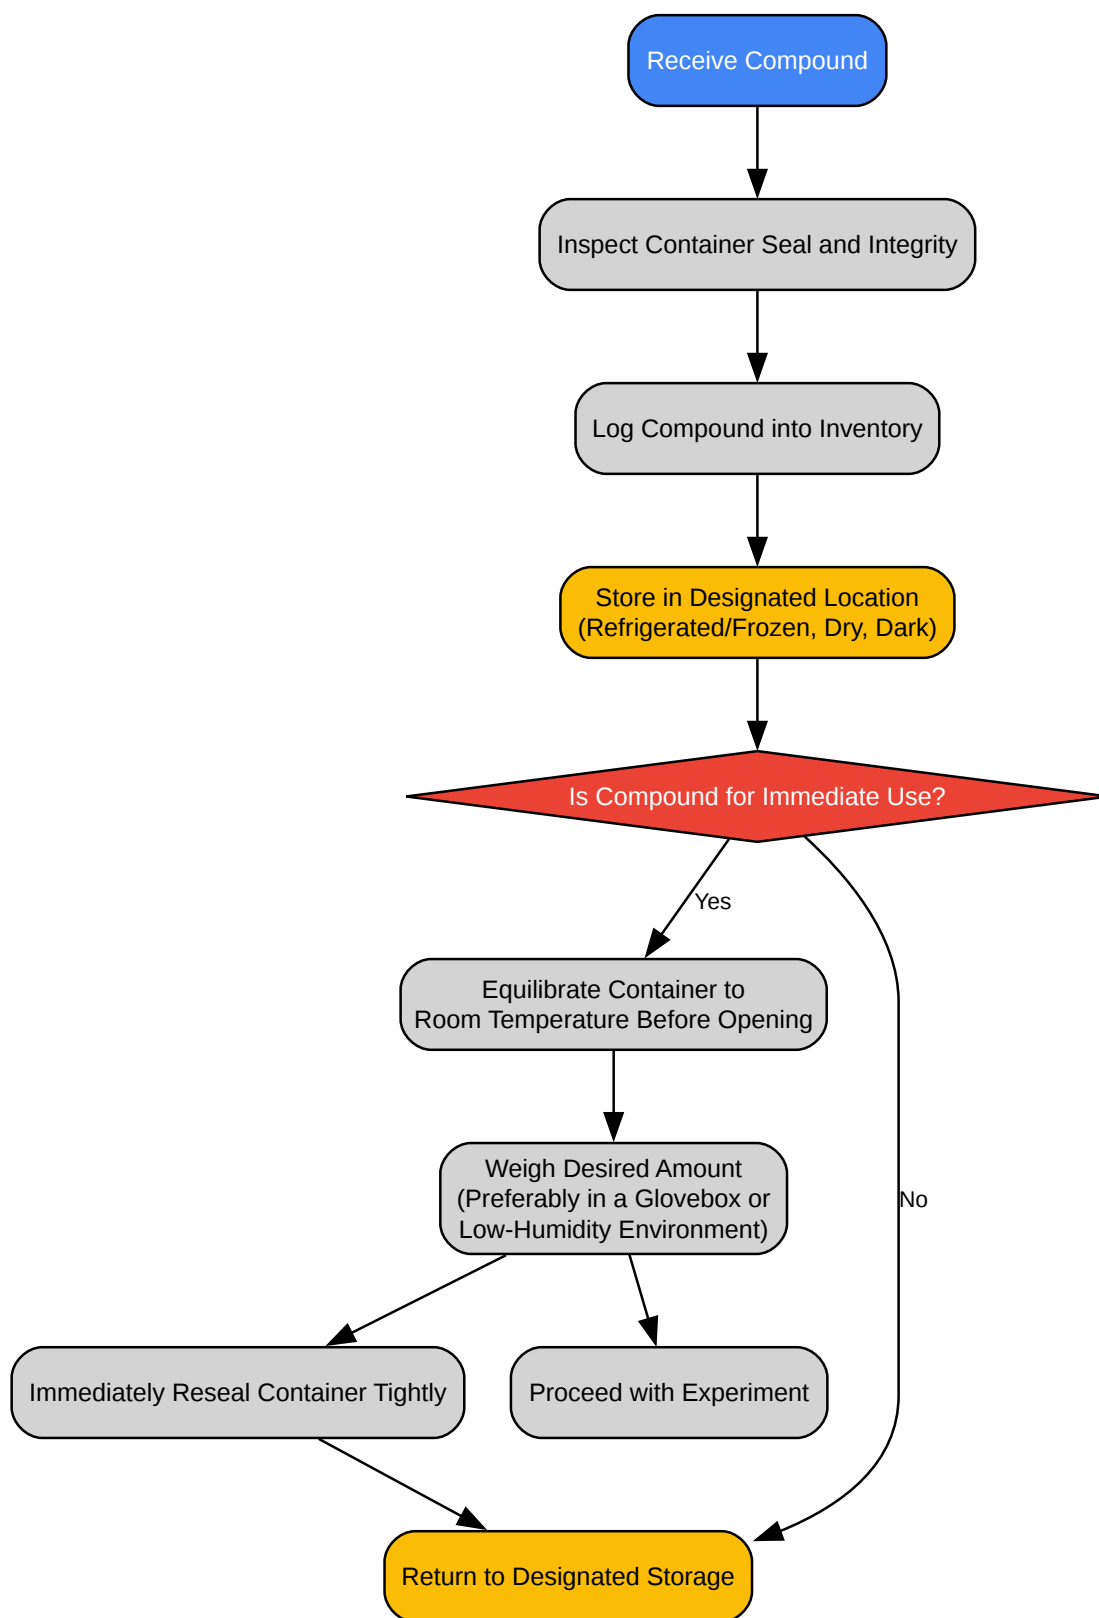 Receive Compound
Inspect Container Seal and Integrity
Log Compound into Inventory
Store in Designated Location
(Refrigerated/Frozen, Dry, Dark)
Is Compound for Immediate Use?
Yes
Equilibrate Container to
Room Temperature Before Opening
Weigh Desired Amount
(Preferably in a Glovebox or
Low-Humidity Environment)
No
Immediately Reseal Container Tightly
Proceed with Experiment
Return to Designated Storage